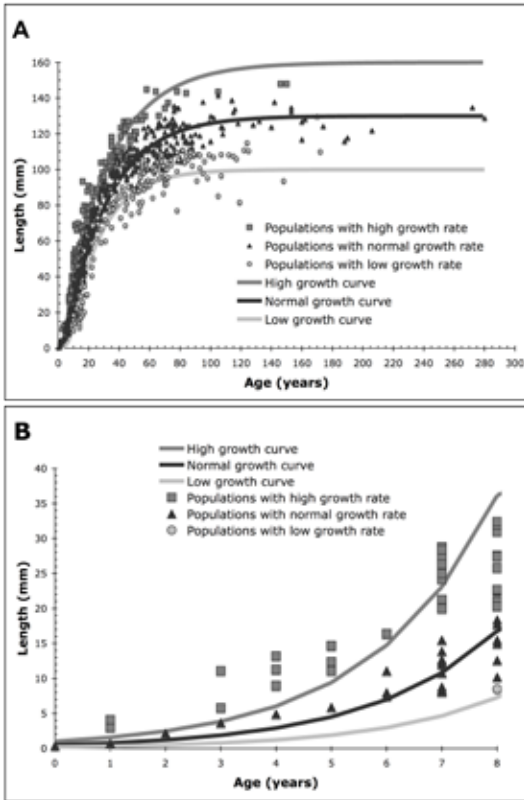 A
160
140
120
100
80
60
40
20
0
Length (mm)
Populations with high growth rate
Populations with normal growth rate
Populations with low growth rate
High growth curve
Normal growth curve
Low growth curve
0 20 40 60 80 100 120 140 160 180 200 220 240 260 280 300
Age (years)
B
High growth curve
Normal growth curve
Low growth curve
Populations with high growth rate
Populations with normal growth rate
Populations with low growth rate
40
35
30
25
20
15
10
5
0
Length (mm)
0 1 2 3 4 5 6 7 8
Age (years)